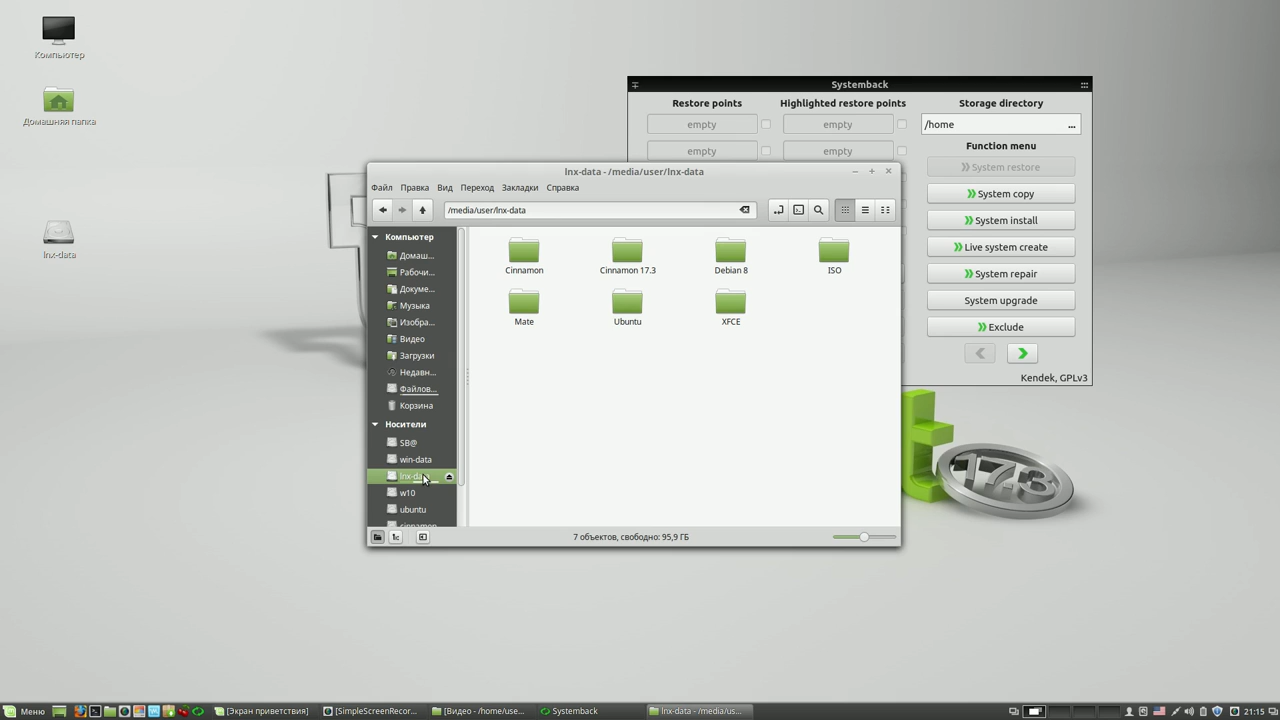 Компьютер
Домашняя папка
lnx-data
Systemback
Restore points
Highlighted restore points
Storage directory
empty
empty
/home
...
empty
empty
Function menu
System restore
System copy
System install
Live system create
System repair
System upgrade
Exclude
Kendek, GPLv3
lnx-data - /media/user/lnx-data
Файл Правка Вид Переход Закладки Справка
/media/user/lnx-data
Компьютер
Домаш...
Рабочи...
Докуме...
Музыка
Изобра...
Видео
Загрузки
Недавн...
Файлов...
Корзина
Носители
SB@
win-data
w10
ubuntu
Cinnamon
Cinnamon 17.3
Debian 8
ISO
Mate
Ubuntu
XFCE
7 объектов, свободно: 95,9 ГБ
17.3
Меню
[Экран приветствия]
[SimpleScreenRecor...
[Видео - /home/use...
Systemback
lnx-data - /media/us...
21:15